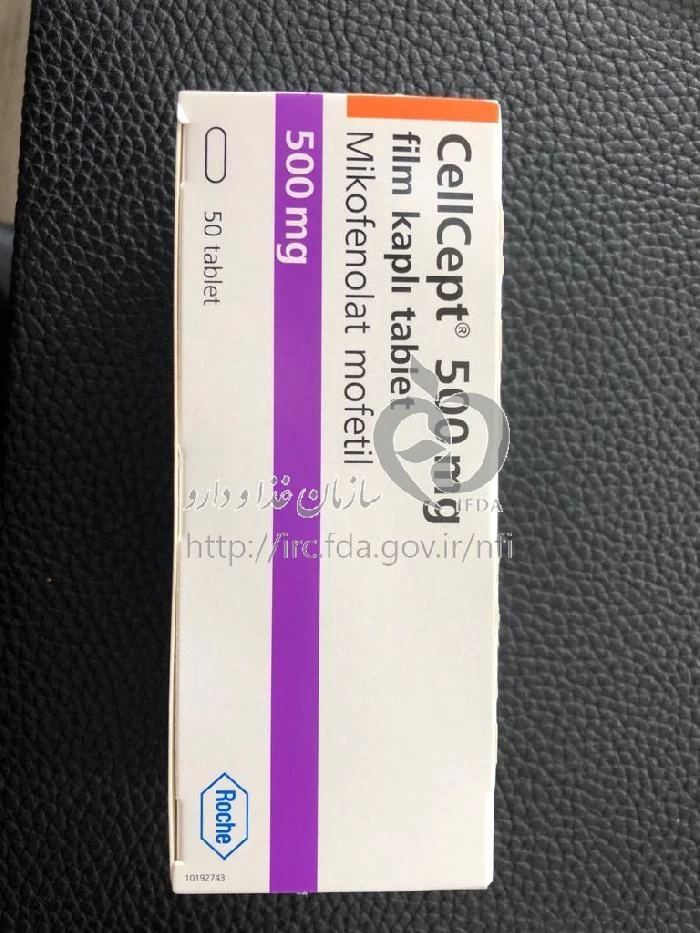 CellCept® 500 mg
film kaplı tablet
Mikofenolat mofetil
500 mg
50 tablet
Roche
10192743
IFDA
سازمان غذا و دارو
http://irc.fda.gov.ir/nfi